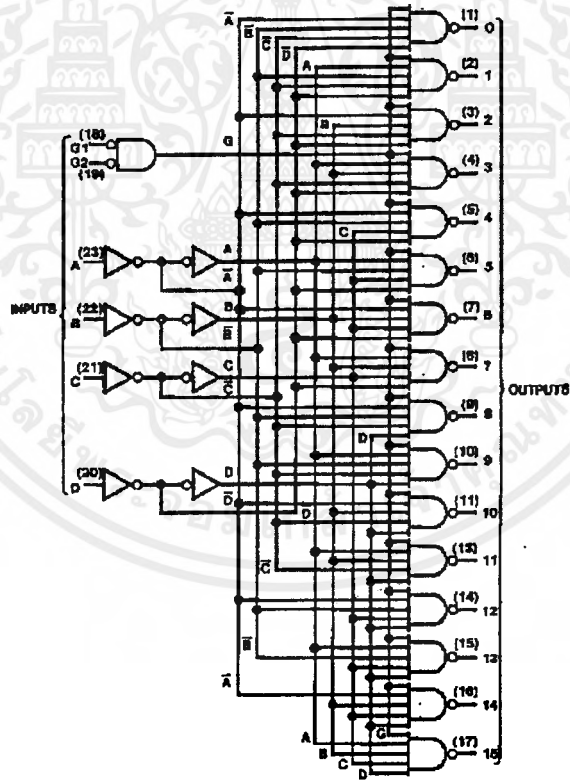 A̅
B̅
C̅
D̅
A
B
C
(1) 0
(2) 1
(3) 2
(4) 3
(5) 4
(6) 5
(7) 6
(8) 7
(9) 8
(10) 9
(11) 10
(13) 11
(14) 12
(15) 13
(16) 14
(17) 15
(18)
G1
G2
(19)
G
INPUTS
OUTPUTS
(23)
A
A
A̅
(22)
B
B
B̅
(21)
C
C
C̅
(20)
D
D
D̅
D
D
C̅
B̅
A̅
G
A
B
C
D